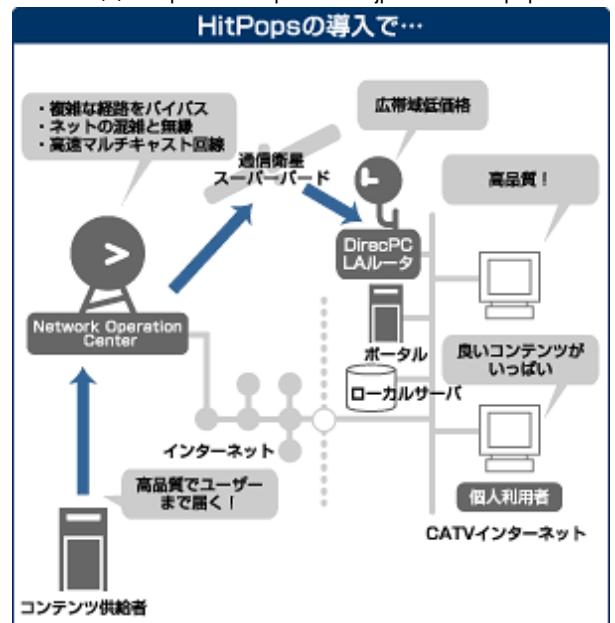 HitPopsの導入で…
・複雑な経路をバイパス
・ネットの混雑と無縁
・高速マルチキャスト回線
広帯域低価格
通信衛星
スーパーバード
高品質！
DirecPC
LAルータ
Network Operation
Center
ポータル
良いコンテンツが
いっぱい
ローカルサーバ
インターネット
高品質でユーザー
まで届く！
個人利用者
CATVインターネット
コンテンツ供給者